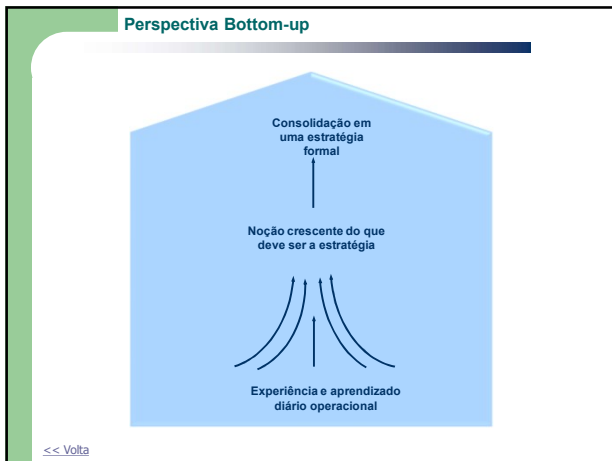 Perspectiva Bottom-up
Consolidação em
uma estratégia
formal
Noção crescente do que
deve ser a estratégia
Experiência e aprendizado
diário operacional
<< Volta